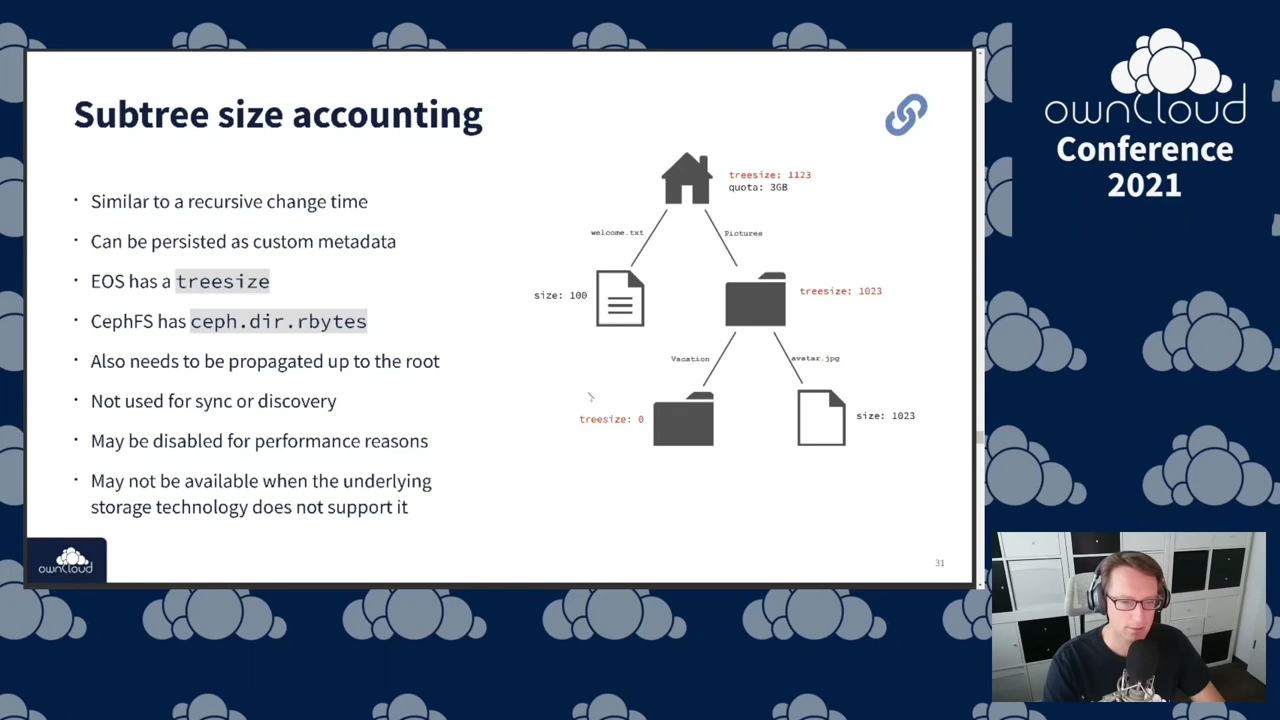 Subtree size accounting
· Similar to a recursive change time
· Can be persisted as custom metadata
· EOS has a treesize
· CephFS has ceph.dir.rbytes
· Also needs to be propagated up to the root
· Not used for sync or discovery
· May be disabled for performance reasons
· May not be available when the underlying
storage technology does not support it
treesize: 1123
quota: 3GB
welcome.txt
Pictures
size: 100
treesize: 1023
Vacation
avatar.jpg
treesize: 0
size: 1023
ownCloud
31
ownCloud
Conference
2021